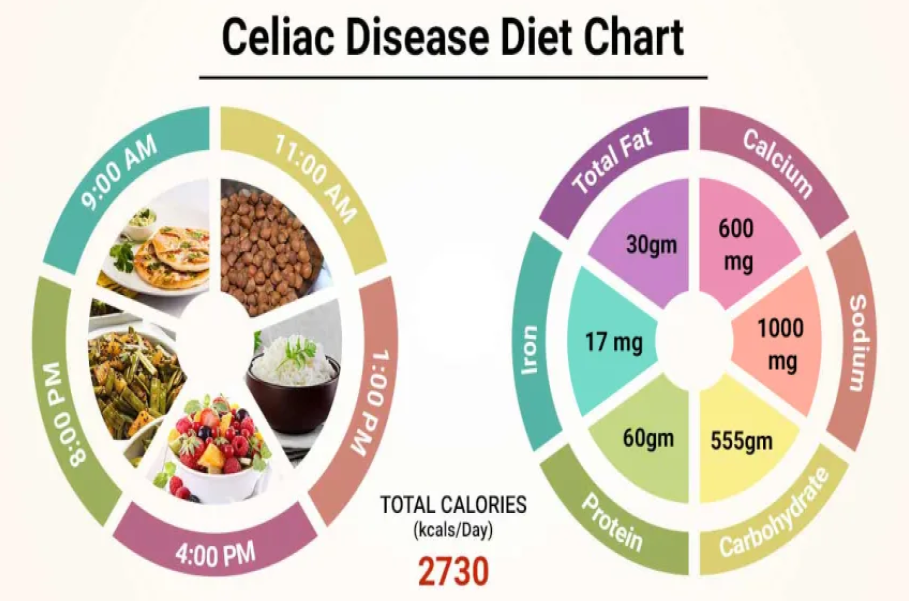 Celiac Disease Diet Chart
9:00 AM
11:00 AM
1:00 PM
4:00 PM
8:00 PM
TOTAL CALORIES
(kcals/Day)
2730
Total Fat
30gm
Calcium
600
mg
Sodium
1000
mg
Carbohydrate
555gm
Protein
60gm
Iron
17 mg